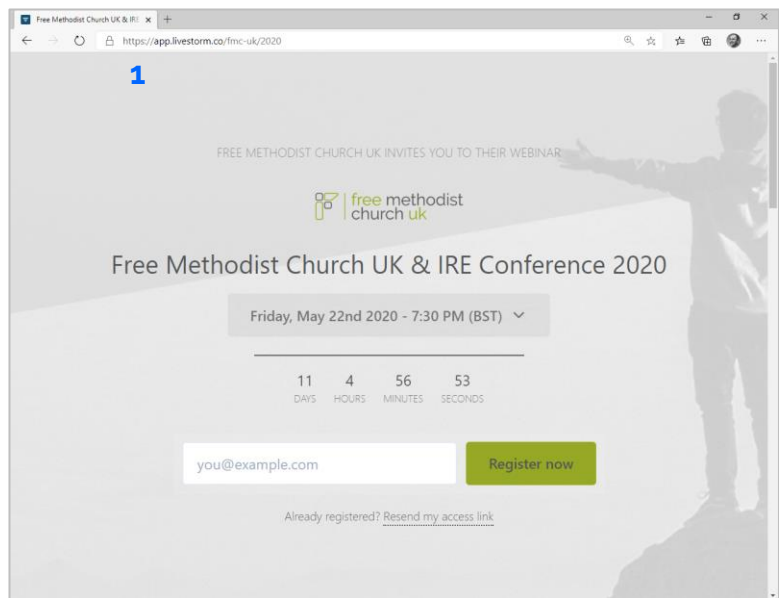 Free Methodist Church UK & IRE
https://app.livestorm.co/fmc-uk/2020
1
FREE METHODIST CHURCH UK INVITES YOU TO THEIR WEBINAR
free methodist
church uk
Free Methodist Church UK & IRE Conference 2020
Friday, May 22nd 2020 - 7:30 PM (BST)
11 4 56 53
DAYS HOURS MINUTES SECONDS
you@example.com Register now
Already registered? Resend my access link